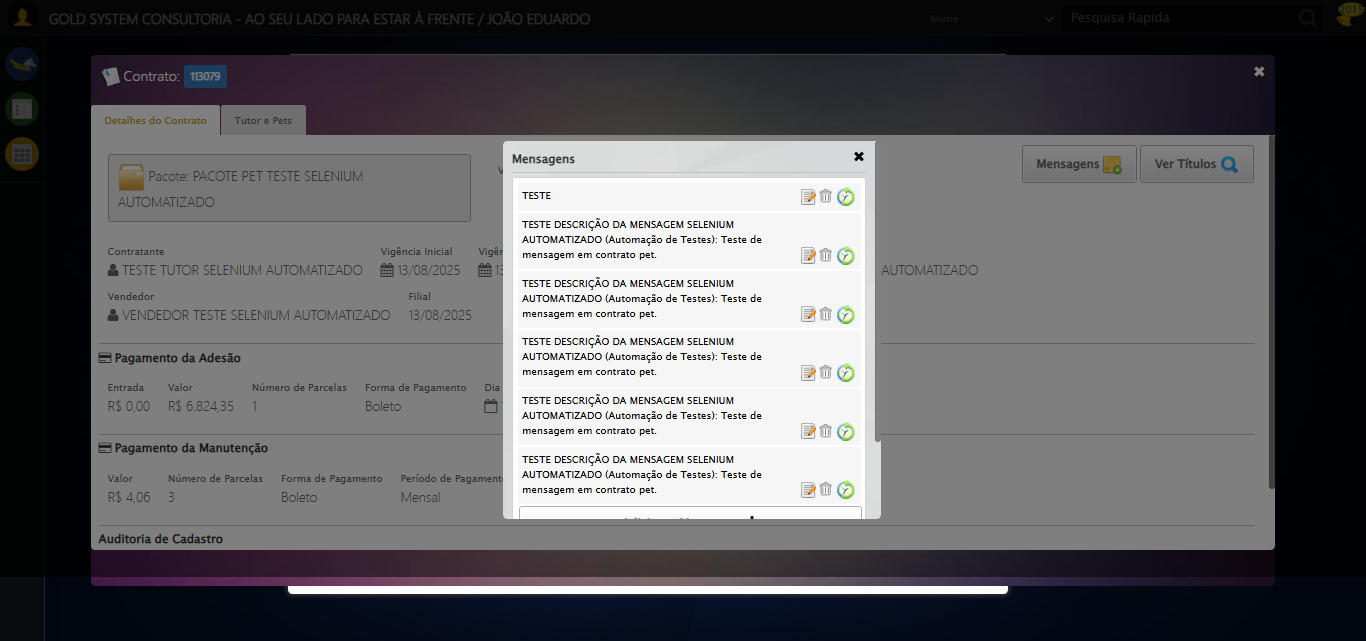 GOLD SYSTEM CONSULTORIA - AO SEU LADO PARA ESTAR À FRENTE / JOÃO EDUARDO
Nome
Pesquisa Rapida
201
Contrato: 113079
Detalhes do Contrato
Tutor e Pets
Pacote: PACOTE PET TESTE SELENIUM
AUTOMATIZADO
Mensagens
Ver Títulos
Contratante
Vigência Inicial
TESTE TUTOR SELENIUM AUTOMATIZADO
13/08/2025
AUTOMATIZADO
Vendedor
Filial
VENDEDOR TESTE SELENIUM AUTOMATIZADO
13/08/2025
Pagamento da Adesão
Entrada
Valor
Número de Parcelas
Forma de Pagamento
Dia
R$ 0,00
R$ 6.824,35
1
Boleto
Pagamento da Manutenção
Valor
Número de Parcelas
Forma de Pagamento
Período de Pagament
R$ 4,06
3
Boleto
Mensal
Auditoria de Cadastro
Mensagens
TESTE
TESTE DESCRIÇÃO DA MENSAGEM SELENIUM
AUTOMATIZADO (Automação de Testes): Teste de
mensagem em contrato pet.
TESTE DESCRIÇÃO DA MENSAGEM SELENIUM
AUTOMATIZADO (Automação de Testes): Teste de
mensagem em contrato pet.
TESTE DESCRIÇÃO DA MENSAGEM SELENIUM
AUTOMATIZADO (Automação de Testes): Teste de
mensagem em contrato pet.
TESTE DESCRIÇÃO DA MENSAGEM SELENIUM
AUTOMATIZADO (Automação de Testes): Teste de
mensagem em contrato pet.
TESTE DESCRIÇÃO DA MENSAGEM SELENIUM
AUTOMATIZADO (Automação de Testes): Teste de
mensagem em contrato pet.